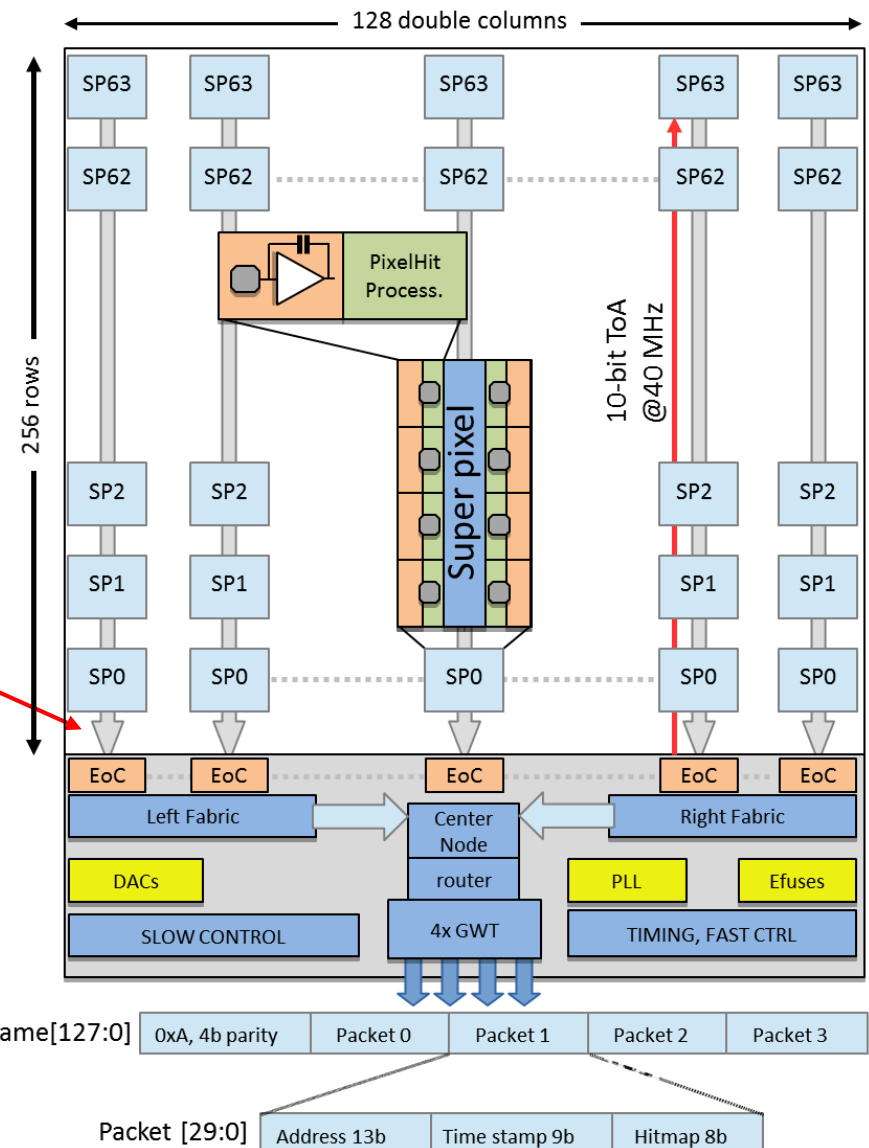 128 double columns
SP63 SP63 SP63 SP63 SP63
SP62 SP62 SP62 SP62 SP62
PixelHit
Process.
10-bit ToA
@40 MHz
256 rows
Super pixel
SP2 SP2 SP2 SP2
SP1 SP1 SP1 SP1
SP0 SP0 SP0 SP0 SP0
EoC EoC EoC EoC EoC
Left Fabric
Center
Node
Right Fabric
DACs
router
PLL
Efuses
SLOW CONTROL
4x GWT
TIMING, FAST CTRL
ame[127:0] 0xA, 4b parity Packet 0 Packet 1 Packet 2 Packet 3
Packet [29:0] Address 13b Time stamp 9b Hitmap 8b